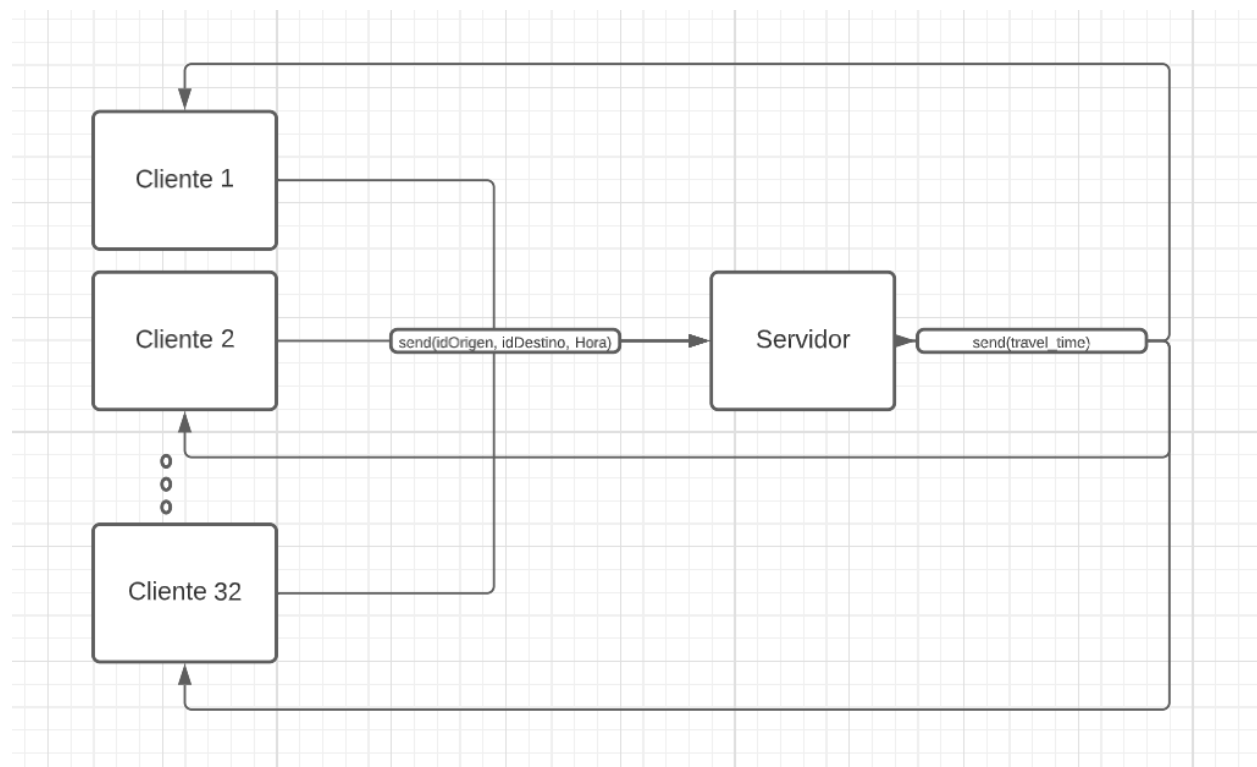 Cliente 1
Cliente 2
send(idOrigen, idDestino, Hora)
Servidor
send(travel_time)
Cliente 32